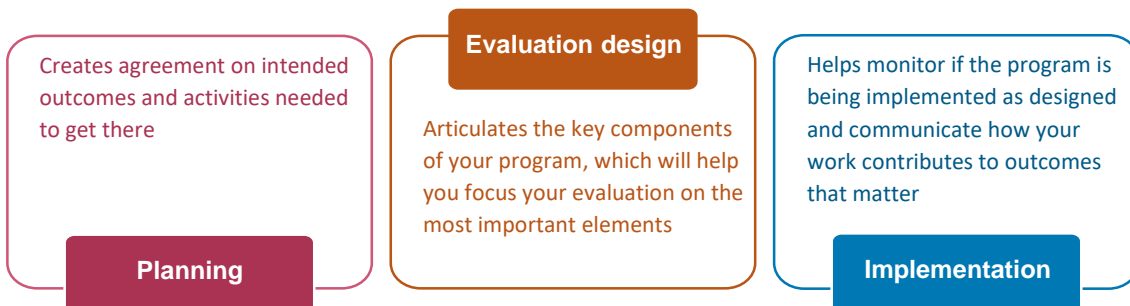 Creates agreement on intended
outcomes and activities needed
to get there
Planning
Evaluation design
Articulates the key components
of your program, which will help
you focus your evaluation on the
most important elements
Helps monitor if the program is
being implemented as designed
and communicate how your
work contributes to outcomes
that matter
Implementation